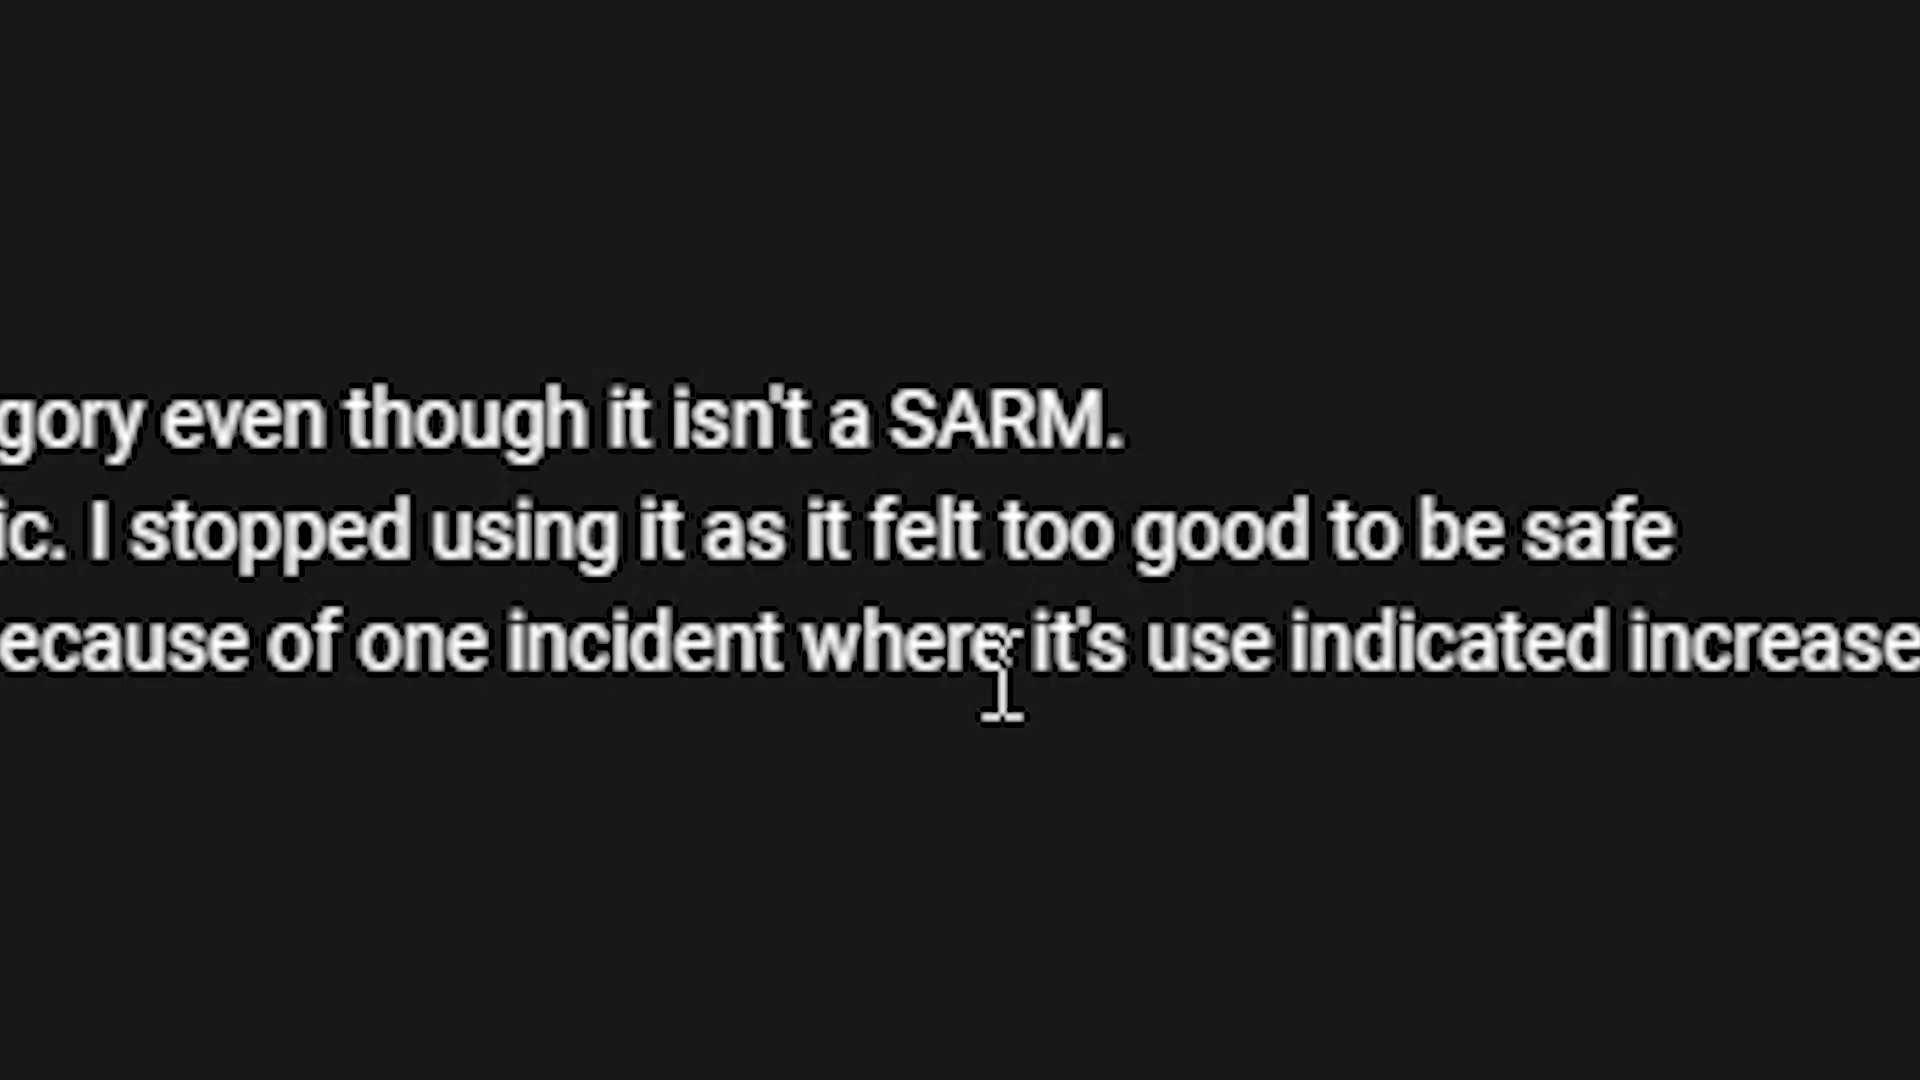 gory even though it isn't a SARM.
ic. I stopped using it as it felt too good to be safe
ecause of one incident where it's use indicated increase